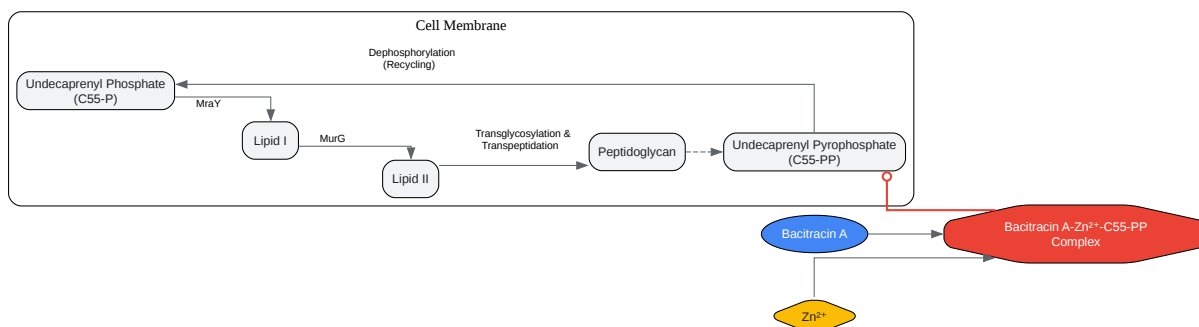 Cell Membrane
Dephosphorylation
(Recycling)
Undecaprenyl Phosphate
(C55-P)
MraY
Lipid I
MurG
Lipid II
Transglycosylation &
Transpeptidation
Peptidoglycan
Undecaprenyl Pyrophosphate
(C55-PP)
Bacitracin A
Bacitracin A-Zn²⁺-C55-PP
Complex
Zn²⁺